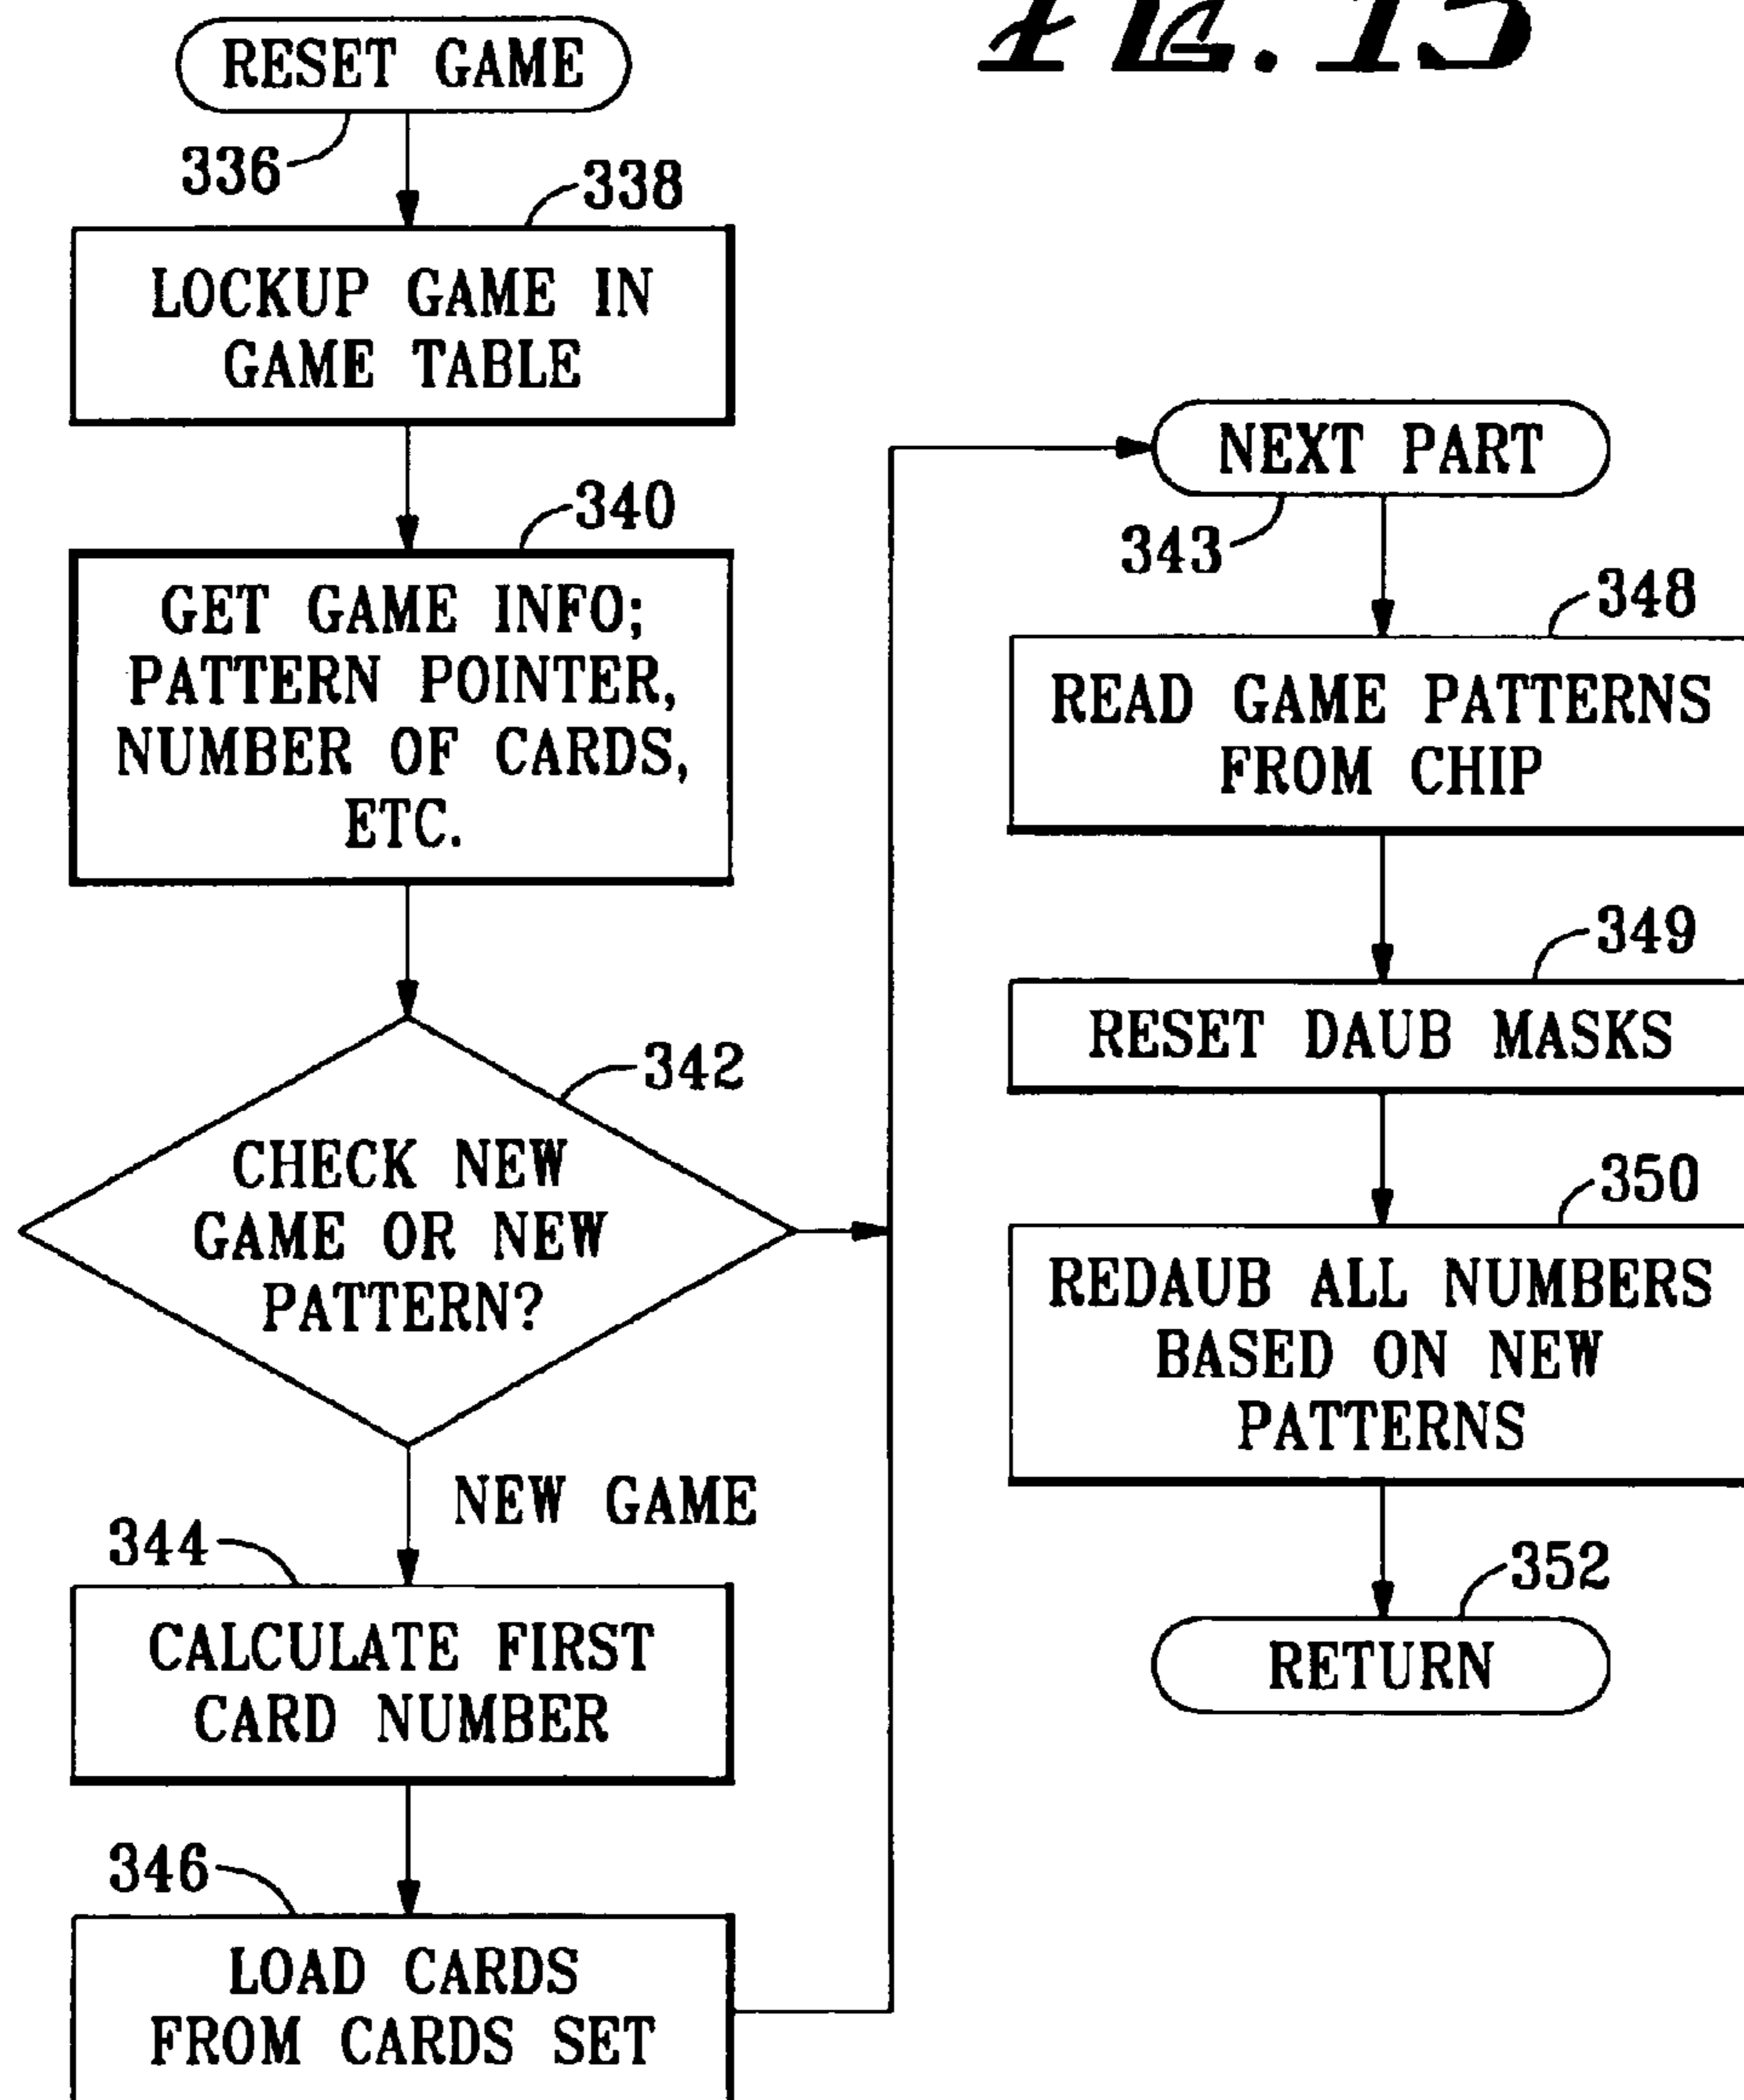 FIG. 15
RESET GAME
336
338
LOCKUP GAME IN
GAME TABLE
340
GET GAME INFO;
PATTERN POINTER,
NUMBER OF CARDS,
ETC.
342
CHECK NEW
GAME OR NEW
PATTERN?
NEW GAME
344
CALCULATE FIRST
CARD NUMBER
346
LOAD CARDS
FROM CARDS SET
NEXT PART
343
348
READ GAME PATTERNS
FROM CHIP
349
RESET DAUB MASKS
350
REDAUB ALL NUMBERS
BASED ON NEW
PATTERNS
352
RETURN